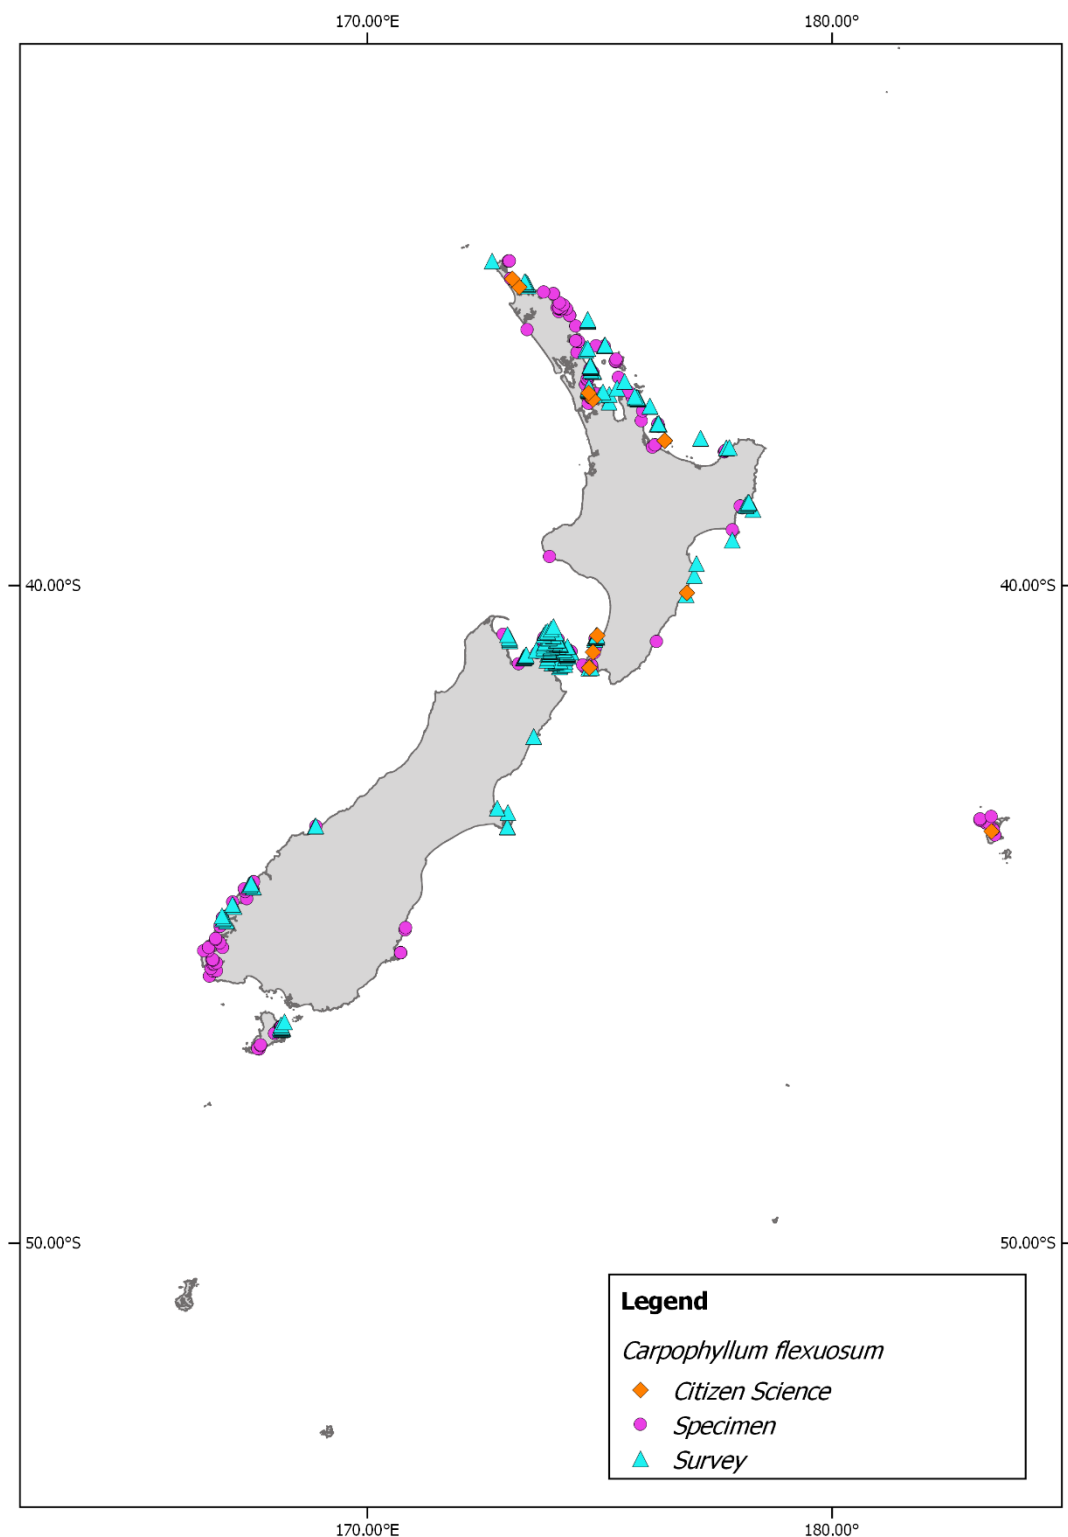 170.00°E 180.00°
40.00°S 40.00°S
50.00°S 50.00°S
Legend
Carpophyllum flexuosum
Citizen Science
Specimen
Survey
170.00°E 180.00°